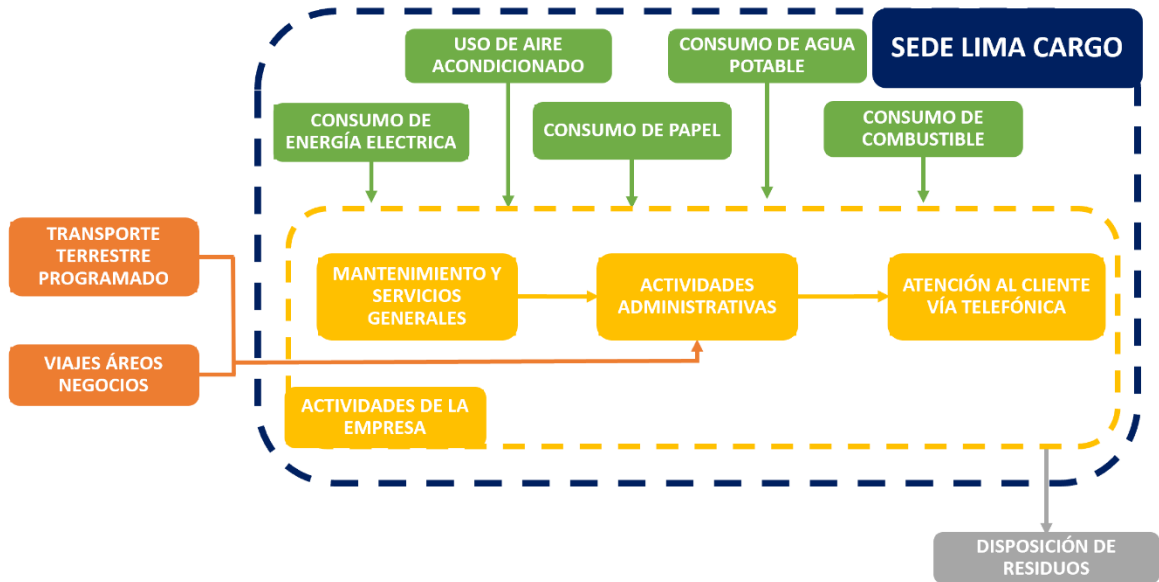 SEDE LIMA CARGO
USO DE AIRE
ACONDICIONADO
CONSUMO DE AGUA
POTABLE
CONSUMO DE
ENERGÍA ELECTRICA
CONSUMO DE PAPEL
CONSUMO DE
COMBUSTIBLE
TRANSPORTE
TERRESTRE
PROGRAMADO
VIAJES ÁREOS
NEGOCIOS
MANTENIMIENTO Y
SERVICIOS
GENERALES
ACTIVIDADES
ADMINISTRATIVAS
ATENCIÓN AL CLIENTE
VÍA TELEFÓNICA
ACTIVIDADES DE LA
EMPRESA
DISPOSICIÓN DE
RESIDUOS